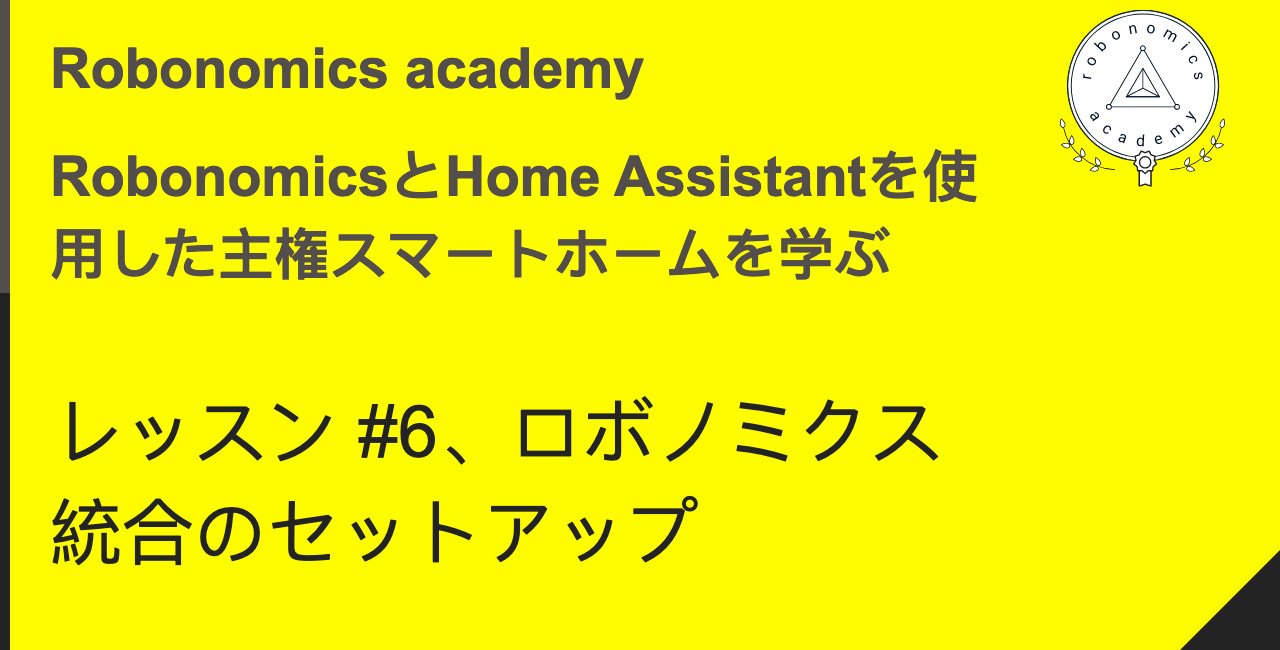 Robonomics academy
robonomics
academy
RobonomicsとHome Assistantを使
用した主権スマートホームを学ぶ
レッスン #6、ロボノミクス
統合のセットアップ